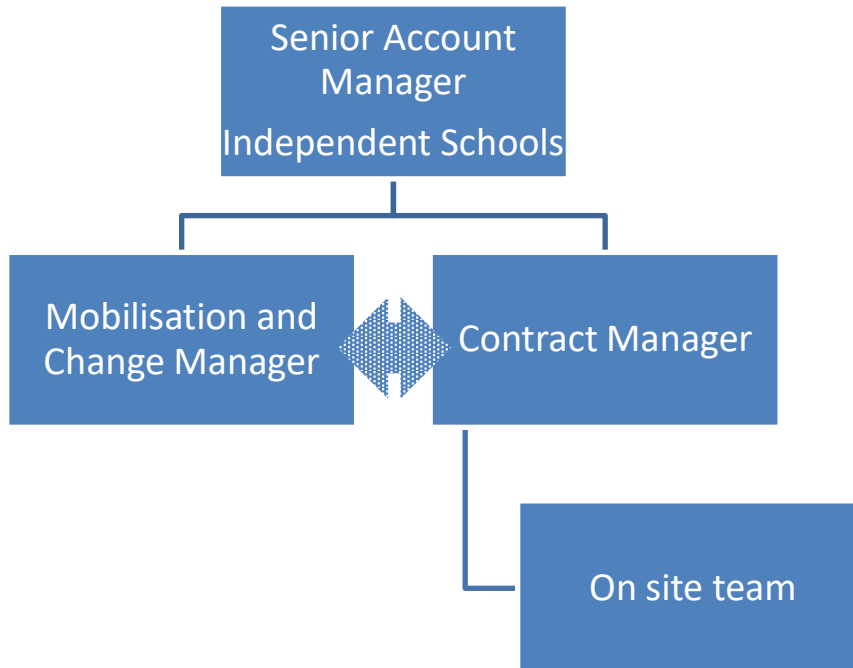 Senior Account
Manager
Independent Schools
Mobilisation and
Change Manager
Contract Manager
On site team